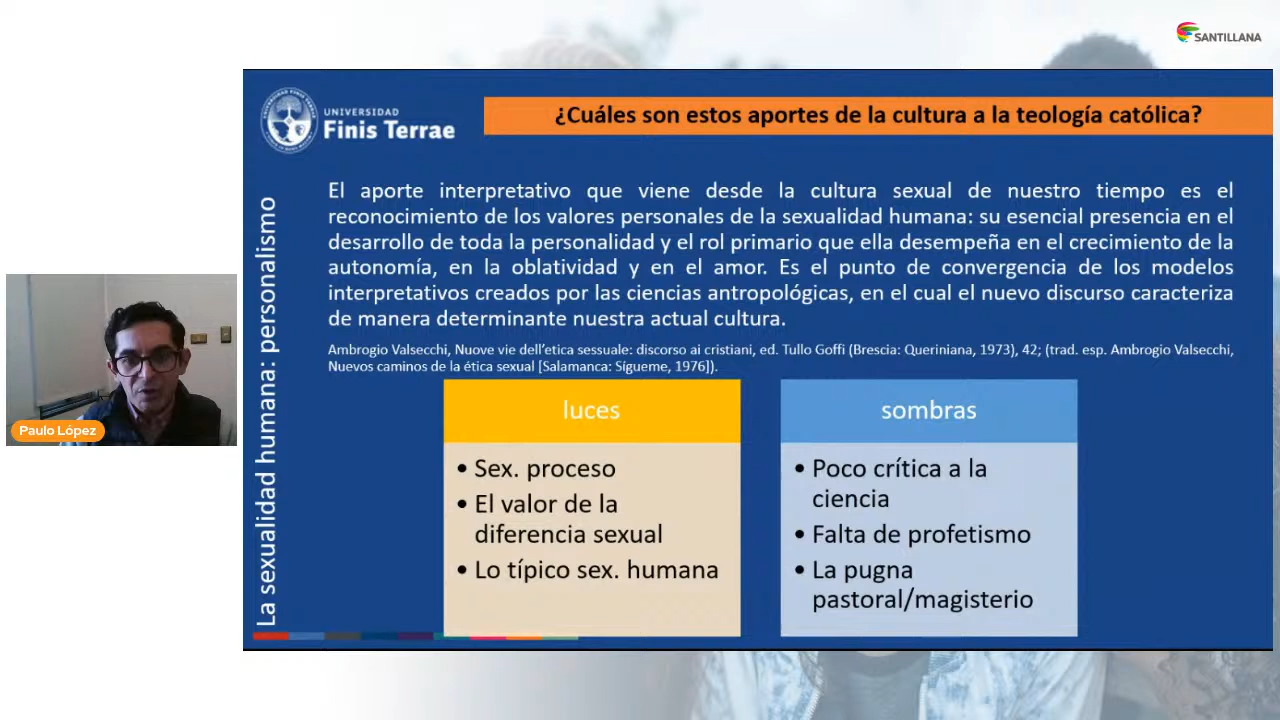 SANTILLANA
UNIVERSIDAD
Finis Terrae
¿Cuáles son estos aportes de la cultura a la teología católica?
La sexualidad humana: personalismo
El aporte interpretativo que viene desde la cultura sexual de nuestro tiempo es el
reconocimiento de los valores personales de la sexualidad humana: su esencial presencia en el
desarrollo de toda la personalidad y el rol primario que ella desempeña en el crecimiento de la
autonomía, en la oblatividad y en el amor. Es el punto de convergencia de los modelos
interpretativos creados por las ciencias antropológicas, en el cual el nuevo discurso caracteriza
de manera determinante nuestra actual cultura.
Ambrogio Valsecchi, Nuove vie dell’etica sessuale: discorso ai cristiani, ed. Tullo Goffi (Brescia: Queriniana, 1973), 42; (trad. esp. Ambrogio Valsecchi,
Nuevos caminos de la ética sexual [Salamanca: Sígueme, 1976]).
luces
• Sex. proceso
• El valor de la
diferencia sexual
• Lo típico sex. humana
sombras
• Poco crítica a la
ciencia
• Falta de profetismo
• La pugna
pastoral/magisterio
Paulo López